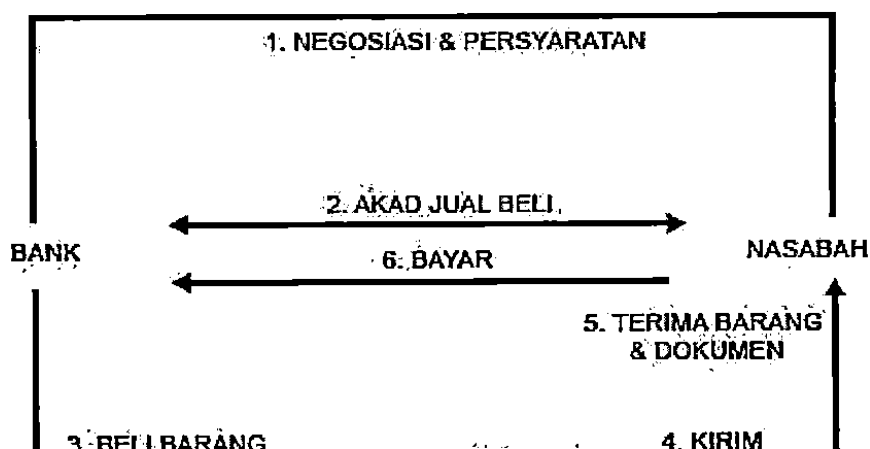 1. NEGOSIASI & PERSYARATAN
2. AKAD JUAL BELI
BANK
6. BAYAR
NASABAH
5. TERIMA BARANG
& DOKUMEN
3. BELI BARANG
4. KIRIM